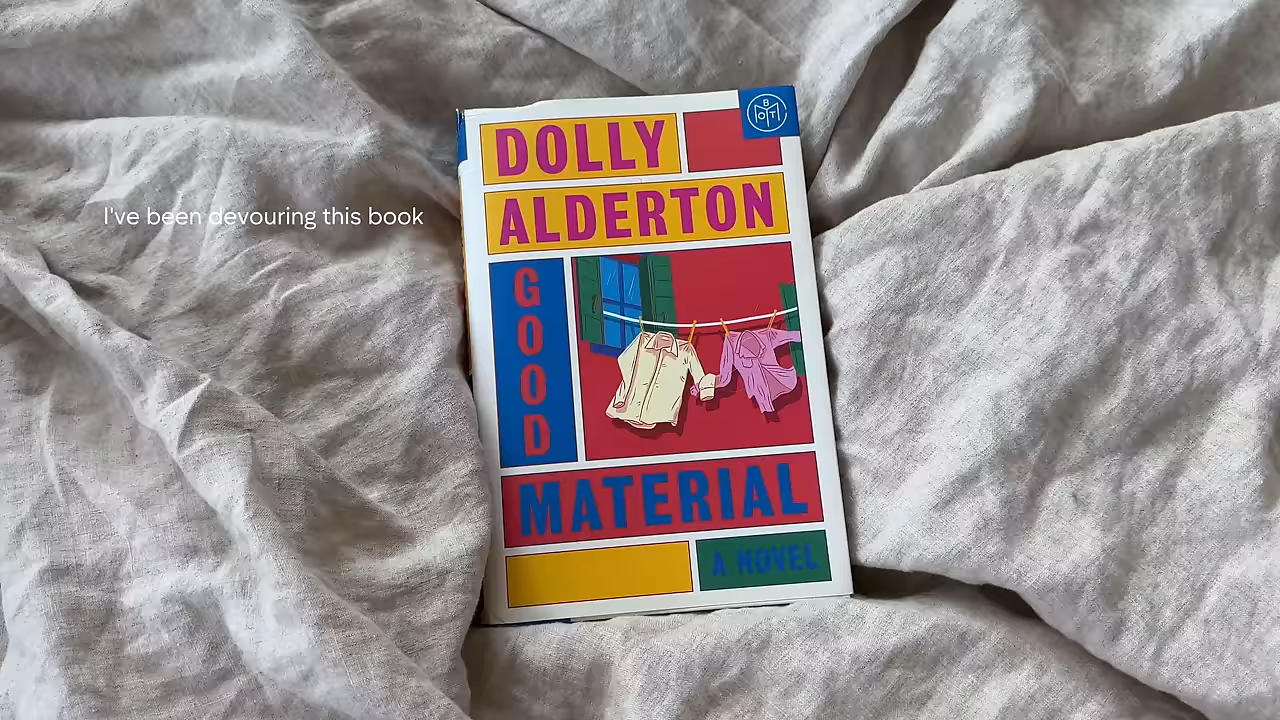 I've been devouring this book
DOLLY
ALDERTON
GOOD
MATERIAL
A NOVEL
BOTM